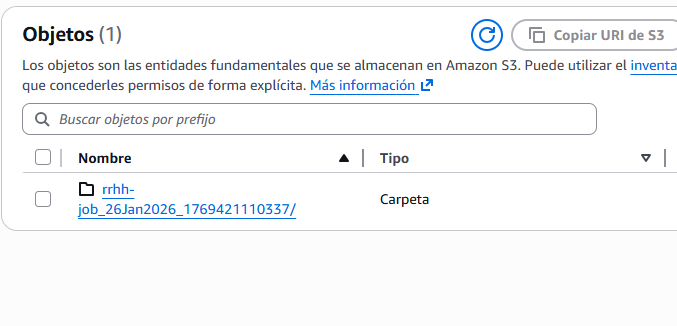 Objetos (1)
Copiar URI de S3
Los objetos son las entidades fundamentales que se almacenan en Amazon S3. Puede utilizar el inventa
que concederles permisos de forma explícita. Más información
Buscar objetos por prefijo
Nombre
Tipo
rrhh-
job_26Jan2026_1769421110337/
Carpeta